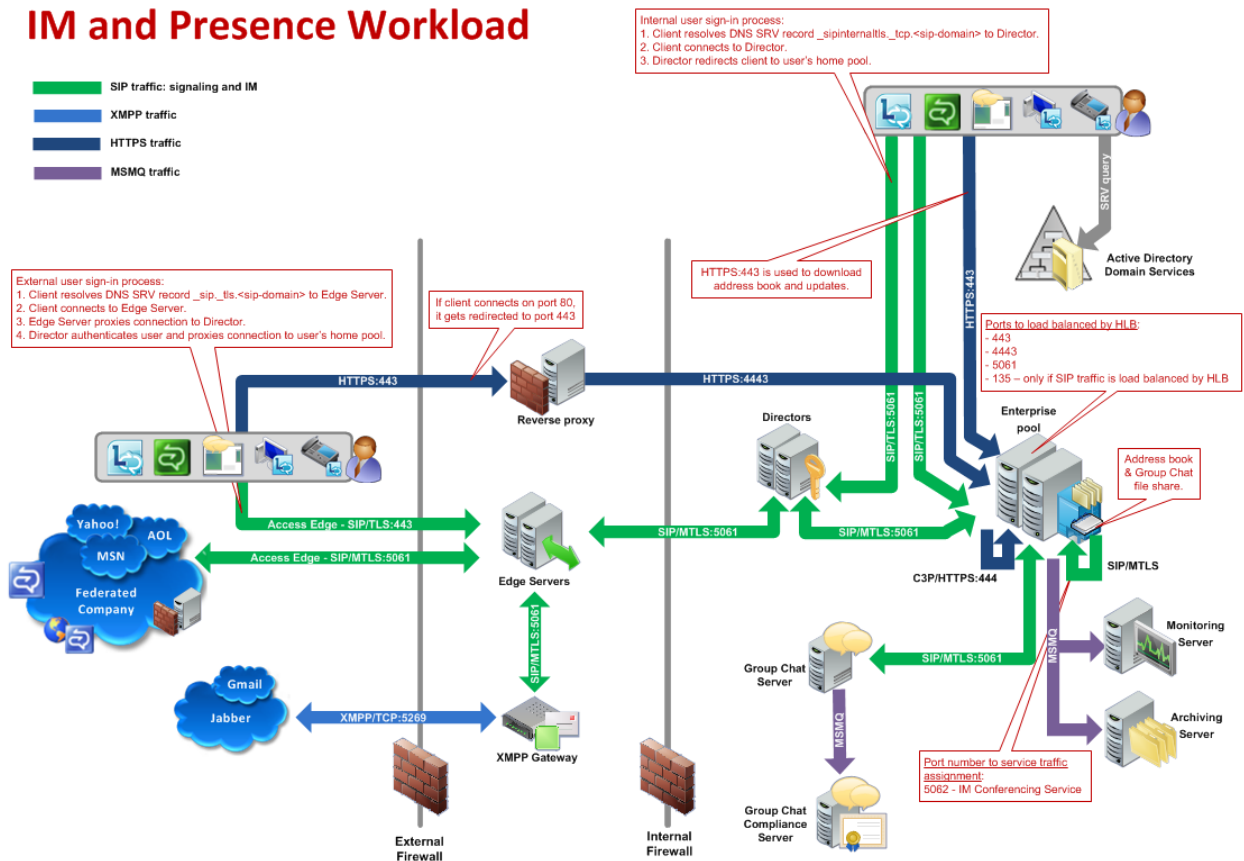 IM and Presence Workload
SIP traffic: signaling and IM
XMPP traffic
HTTPS traffic
MSMQ traffic
Internal user sign-in process:
1. Client resolves DNS SRV record _sipinternaltls._tcp.<sip-domain> to Director.
2. Client connects to Director.
3. Director redirects client to user's home pool.
SRV query
Active Directory
Domain Services
HTTPS:443 is used to download
address book and updates.
HTTPS:443
External user sign-in process:
1. Client resolves DNS SRV record _sip._tls.<sip-domain> to Edge Server.
2. Client connects to Edge Server.
3. Edge Server proxies connection to Director.
4. Director authenticates user and proxies connection to user's home pool.
If client connects on port 80,
it gets redirected to port 443
Ports to load balanced by HLB:
- 443
- 4443
- 5061
- 135 – only if SIP traffic is load balanced by HLB
HTTPS:443
HTTPS:4443
Reverse proxy
SIP/TLS:5061
SIP/TLS:5061
Directors
Enterprise
pool
Address book
& Group Chat
file share.
Access Edge - SIP/TLS:443
Access Edge - SIP/MTLS:5061
Yahoo!
AOL
MSN
Federated
Company
Edge Servers
SIP/MTLS:5061
SIP/MTLS:5061
C3P/HTTPS:444
SIP/MTLS
SIP/MTLS:5061
Gmail
Jabber
XMPP/TCP:5269
XMPP Gateway
Group Chat
Server
SIP/MTLS:5061
MSMQ
Monitoring
Server
Archiving
Server
MSMQ
Group Chat
Compliance
Server
Port number to service traffic
assignment:
5062 - IM Conferencing Service
External
Firewall
Internal
Firewall